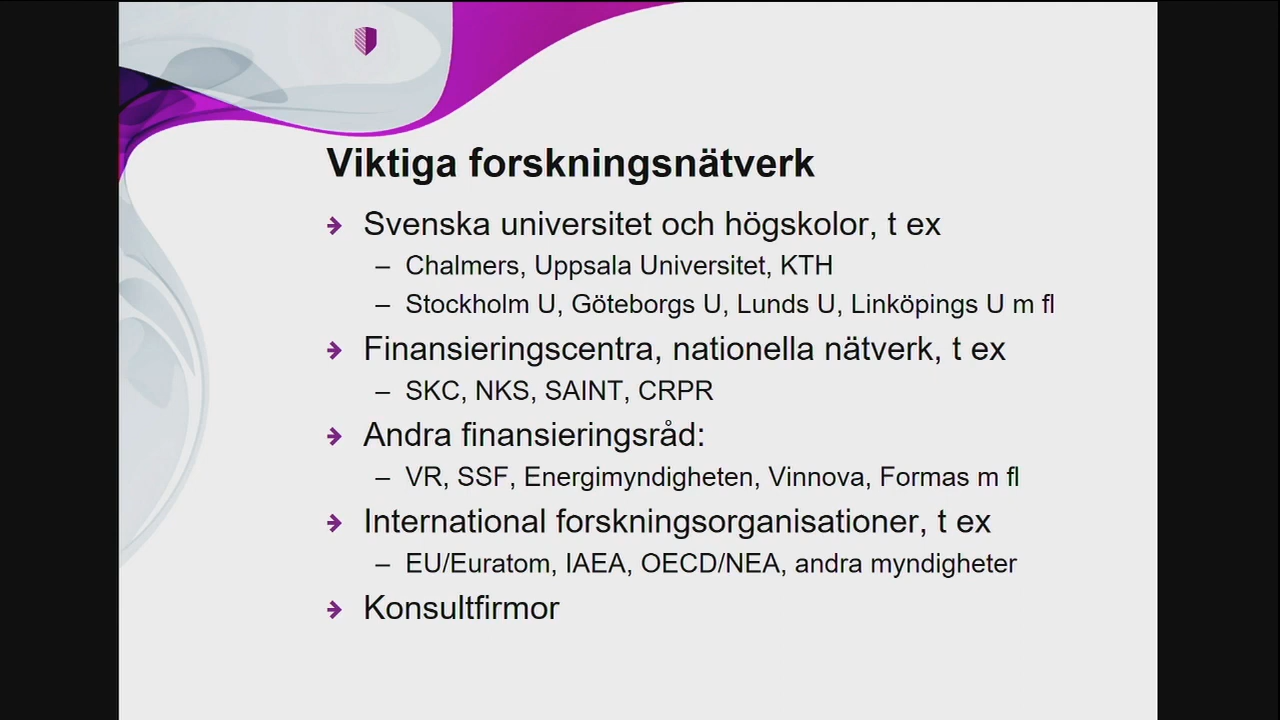 Viktiga forskningsnätverk
Svenska universitet och högskolor, t ex
– Chalmers, Uppsala Universitet, KTH
– Stockholm U, Göteborgs U, Lunds U, Linköpings U m fl
Finansieringscentra, nationella nätverk, t ex
– SKC, NKS, SAINT, CRPR
Andra finansieringsråd:
– VR, SSF, Energimyndigheten, Vinnova, Formas m fl
International forskningsorganisationer, t ex
– EU/Euratom, IAEA, OECD/NEA, andra myndigheter
Konsultfirmor